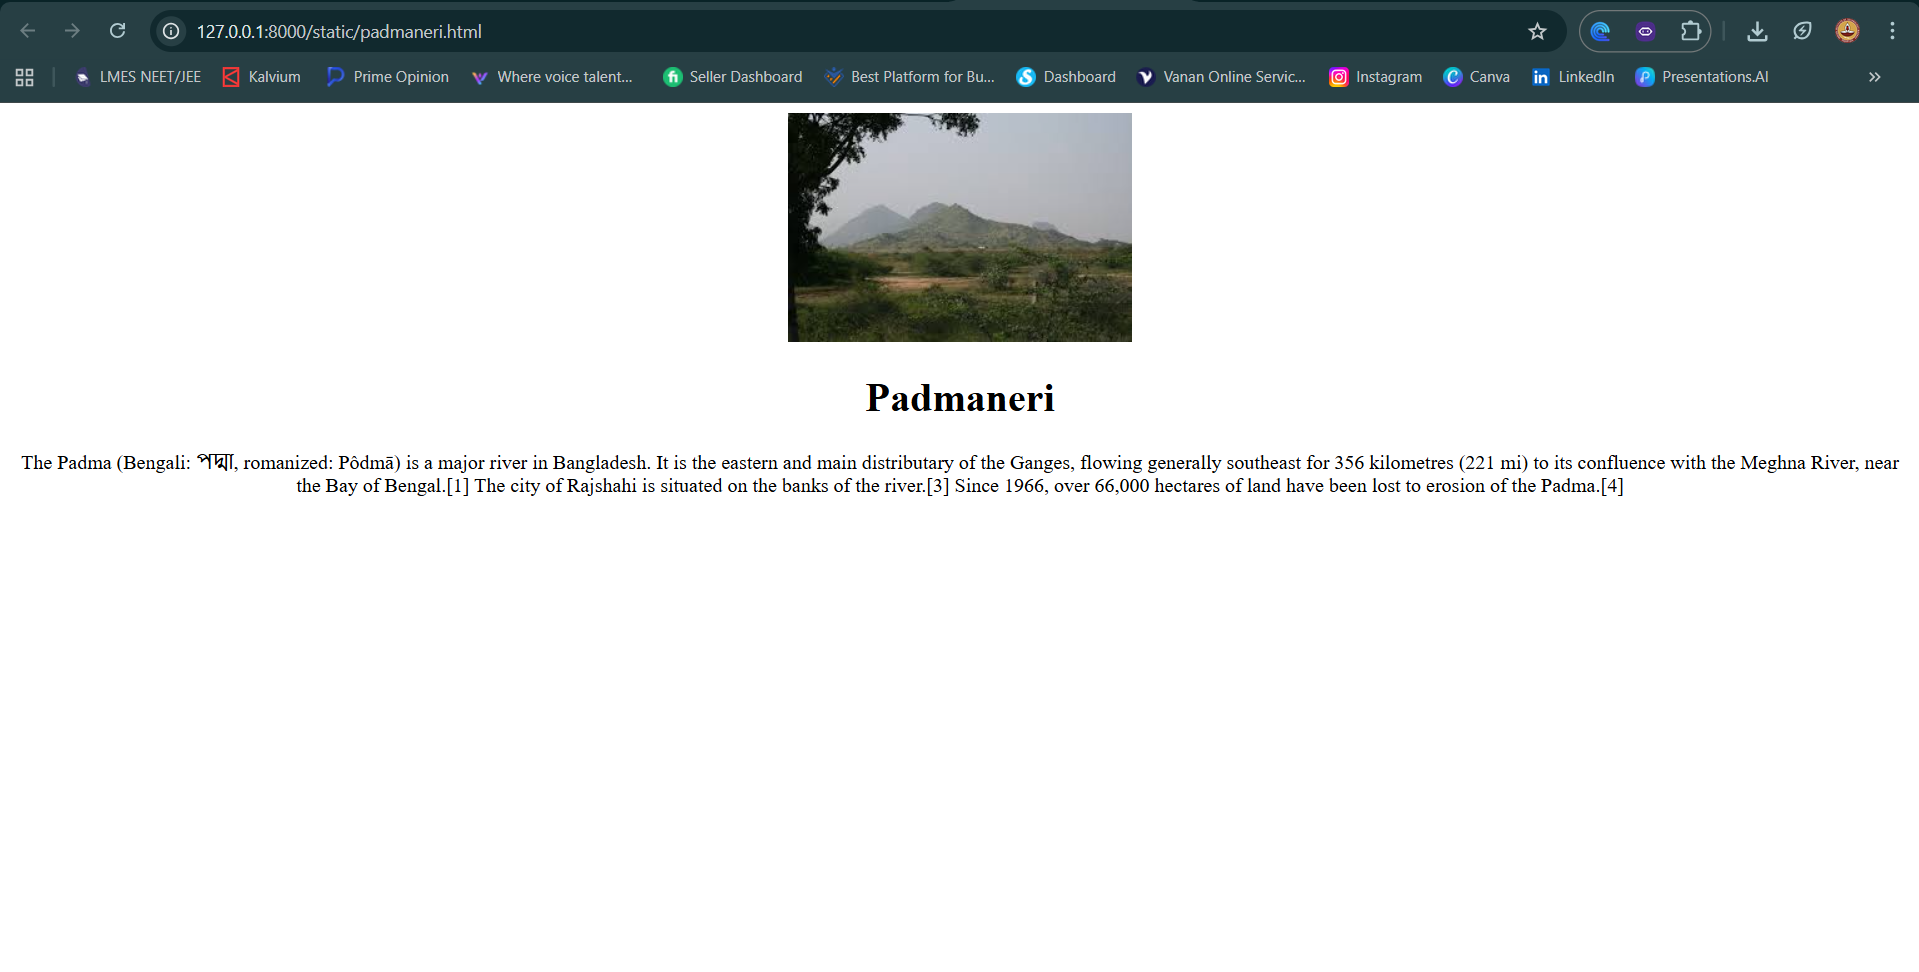 127.0.0.1:8000/static/padmaneri.html
LMES NEET/JEE Kalvium Prime Opinion Where voice talent... Seller Dashboard Best Platform for Bu... Dashboard Vanan Online Servic... Instagram Canva LinkedIn Presentations.AI
Padmaneri
The Padma (Bengali: পদ্মা, romanized: Pôdmā) is a major river in Bangladesh. It is the eastern and main distributary of the Ganges, flowing generally southeast for 356 kilometres (221 mi) to its confluence with the Meghna River, near
the Bay of Bengal.[1] The city of Rajshahi is situated on the banks of the river.[3] Since 1966, over 66,000 hectares of land have been lost to erosion of the Padma.[4]